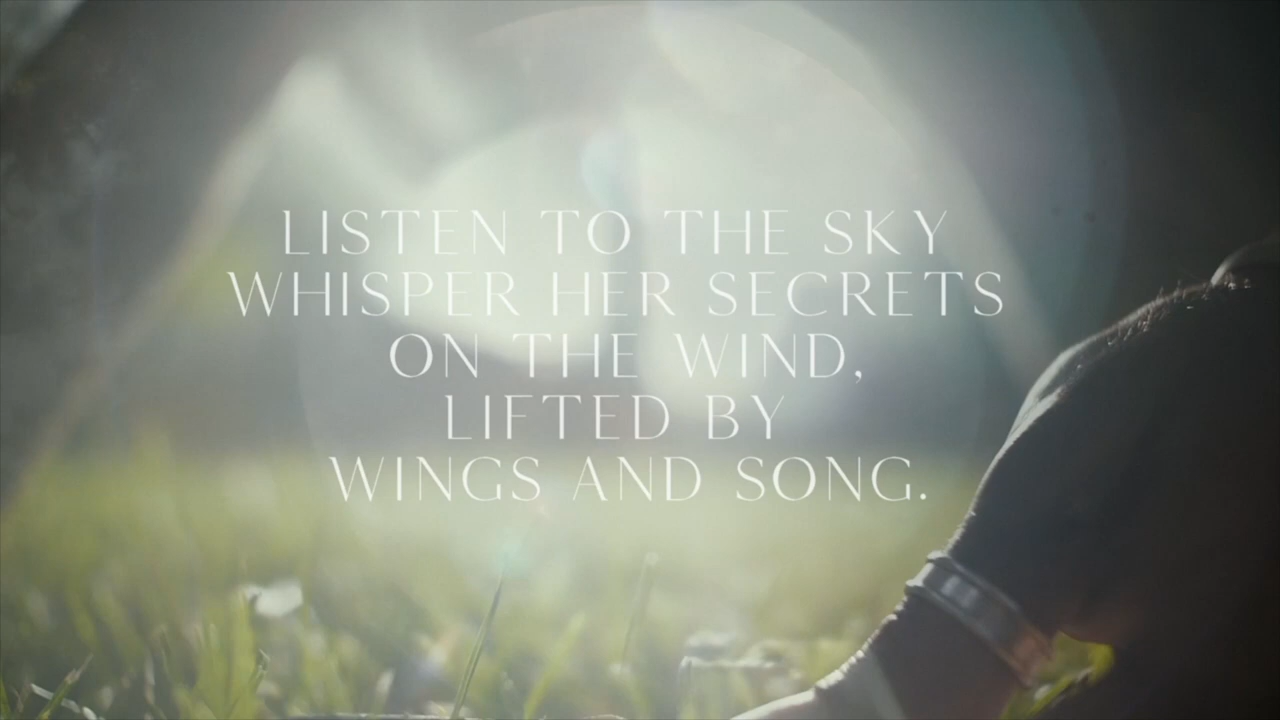 LISTEN TO THE SKY
WHISPER HER SECRETS
ON THE WIND,
LIFTED BY
WINGS AND SONG.